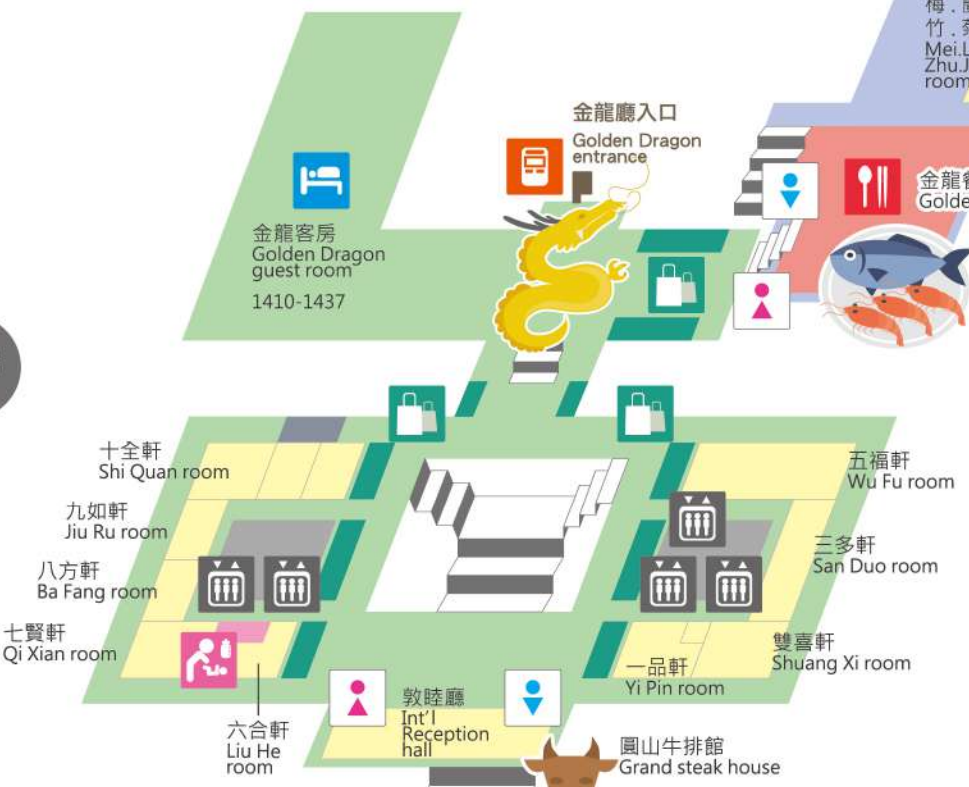 竹．
Mei.L
Zhu.J
room
金龍廳入口
Golden Dragon
entrance
金龍
Golde
金龍客房
Golden Dragon
guest room
1410-1437
十全軒
Shi Quan room
五福軒
Wu Fu room
九如軒
Jiu Ru room
三多軒
San Duo room
八方軒
Ba Fang room
七賢軒
Qi Xian room
雙喜軒
Shuang Xi room
一品軒
Yi Pin room
敦睦廳
Int'l
Reception
hall
六合軒
Liu He
room
圓山牛排館
Grand steak house